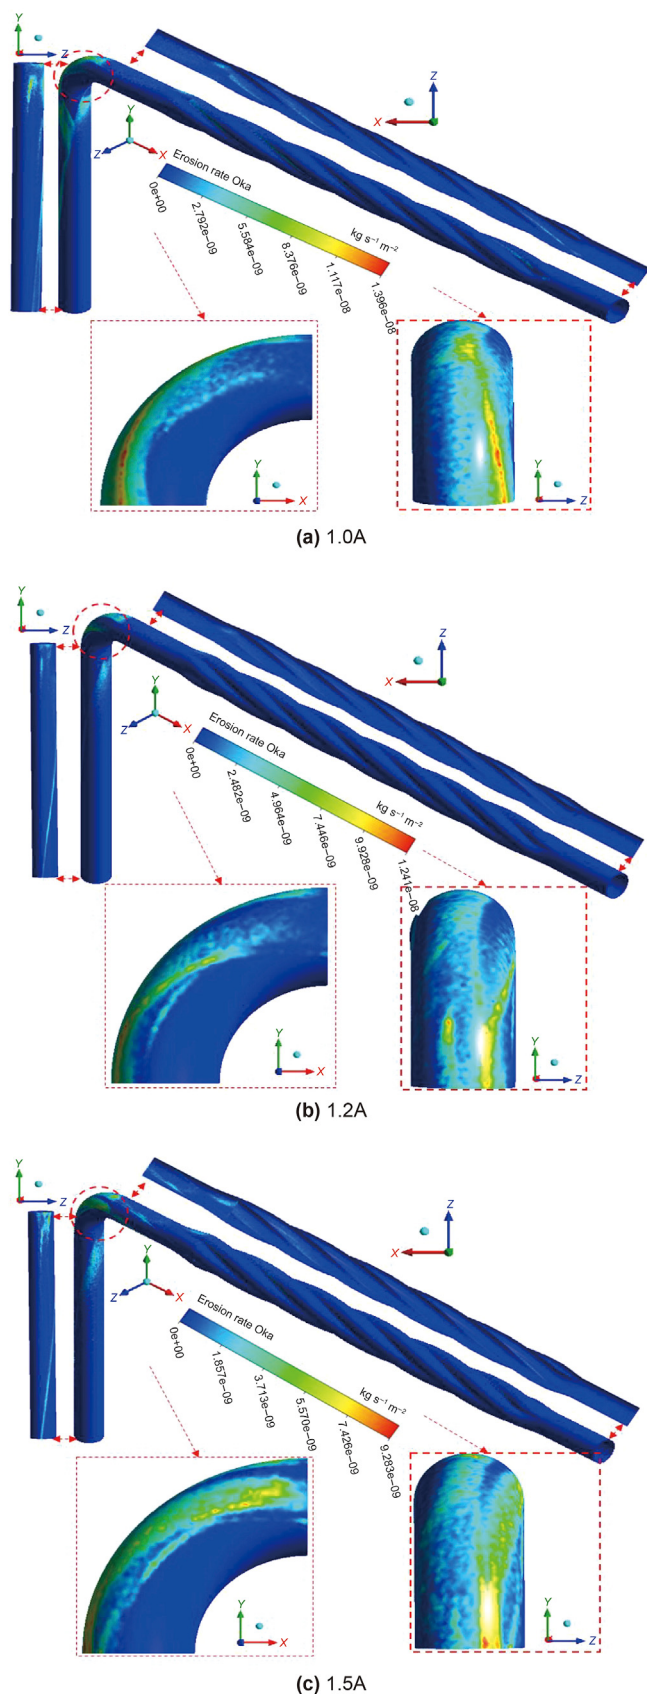 Y
Z
Z
X
Y
Z
X
Erosion rate Oka
kg s⁻¹ m⁻²
0e+00
2.792e−09
5.584e−09
8.376e−09
1.117e−08
1.396e−08
Y
X
Y
Z
(a) 1.0A
Y
Z
Z
X
Y
Z
X
Erosion rate Oka
kg s⁻¹ m⁻²
0e+00
2.482e−09
4.964e−09
7.446e−09
9.928e−09
1.241e−08
Y
X
Y
Z
(b) 1.2A
Y
Z
Z
X
Y
Z
X
Erosion rate Oka
kg s⁻¹ m⁻²
0e+00
1.857e−09
3.713e−09
5.570e−09
7.426e−09
9.283e−09
Y
X
Y
Z
(c) 1.5A